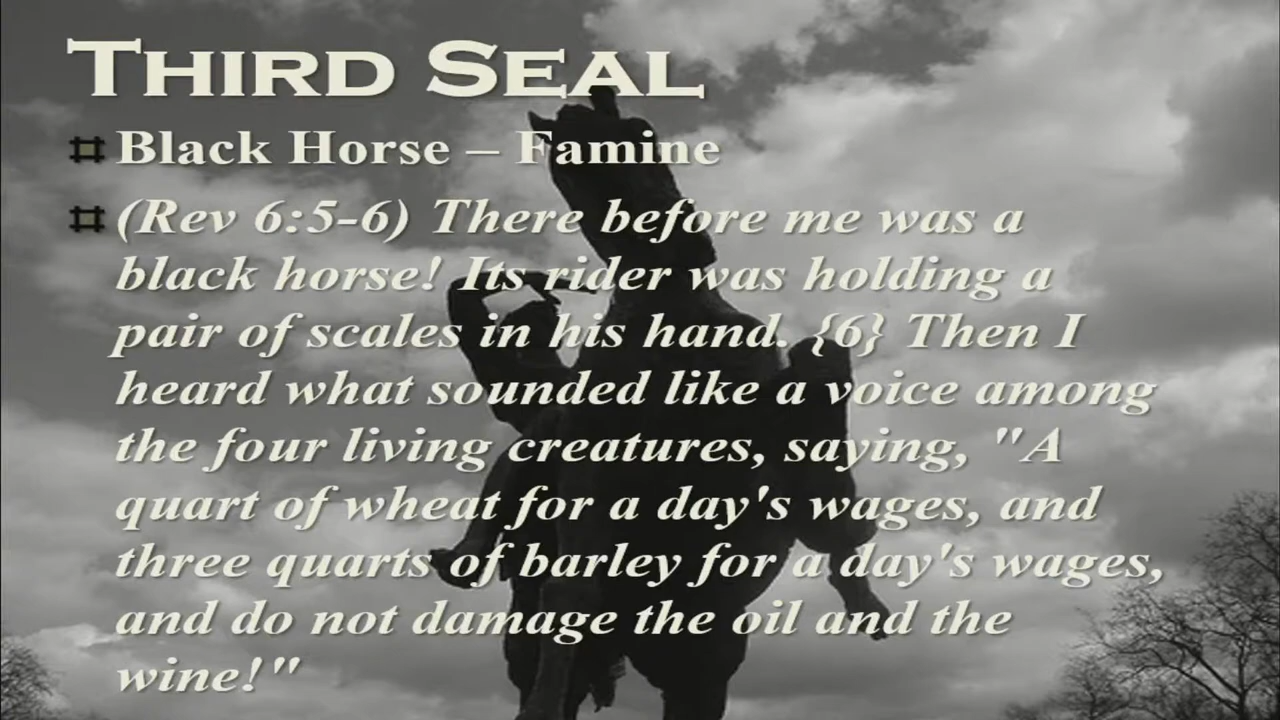 THIRD SEAL
Black Horse – Famine
(Rev 6:5-6) There before me was a
black horse! Its rider was holding a
pair of scales in his hand. {6} Then I
heard what sounded like a voice among
the four living creatures, saying, "A
quart of wheat for a day's wages, and
three quarts of barley for a day's wages,
and do not damage the oil and the
wine!"